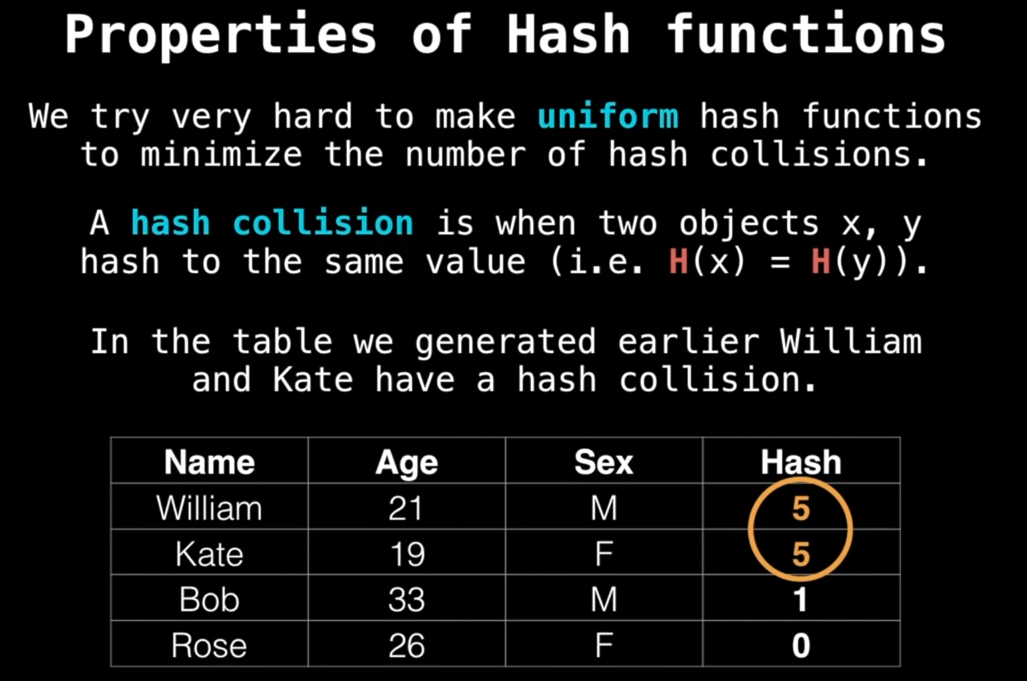 Properties of Hash functions
We try very hard to make uniform hash functions
to minimize the number of hash collisions.
A hash collision is when two objects x, y
hash to the same value (i.e. H(x) = H(y)).
In the table we generated earlier William
and Kate have a hash collision.
Name Age Sex Hash
William 21 M 5
Kate 19 F 5
Bob 33 M 1
Rose 26 F 0